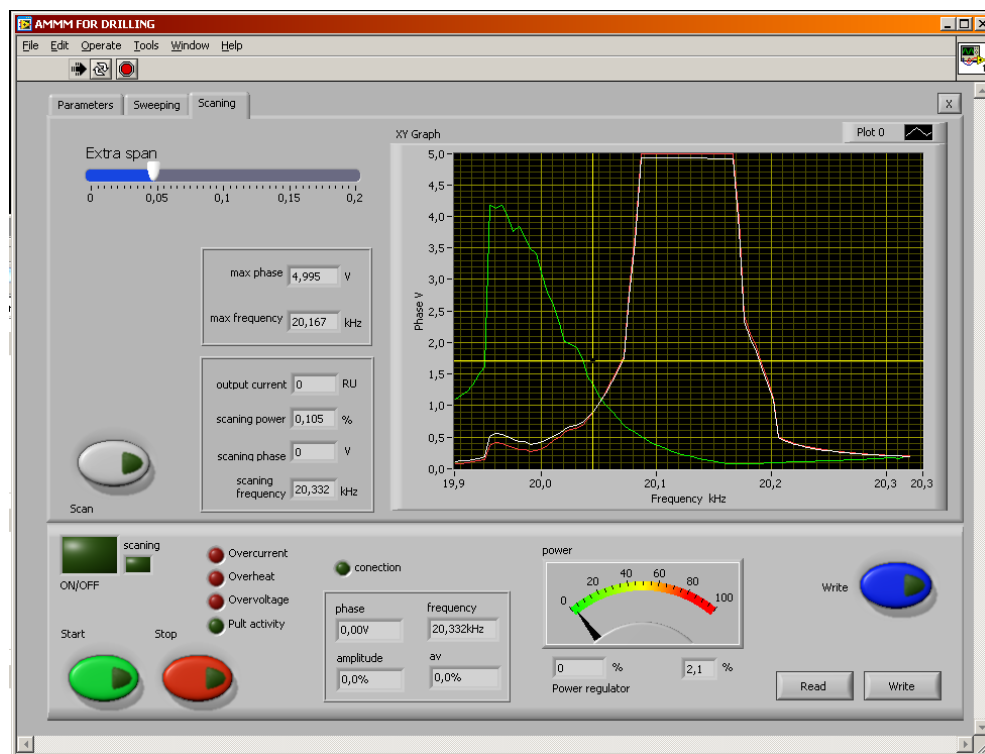 AMMM FOR DRILLING
File Edit Operate Tools Window Help
Parameters Sweeping Scaning X
Extra span
0 0,05 0,1 0,15 0,2
max phase 4,995 V
max frequency 20,167 kHz
output current 0 RU
scaning power 0,105 %
scaning phase 0 V
scaning
frequency 20,332 kHz
Scan
XY Graph Plot 0
5,0
4,5
4,0
3,5
3,0
2,5
2,0
1,5
1,0
0,5
0,0
Phase V
19,9 20,0 20,1 20,2 20,3 20,3
Frequency kHz
scaning
ON/OFF
Overcurrent
Overheat
Overvoltage
Pult activity
Start Stop
conection
phase frequency
0,00V 20,332kHz
amplitude av
0,0% 0,0%
power
0 20 40 60 80 100
0 % 2,1 %
Power regulator
Write
Read Write